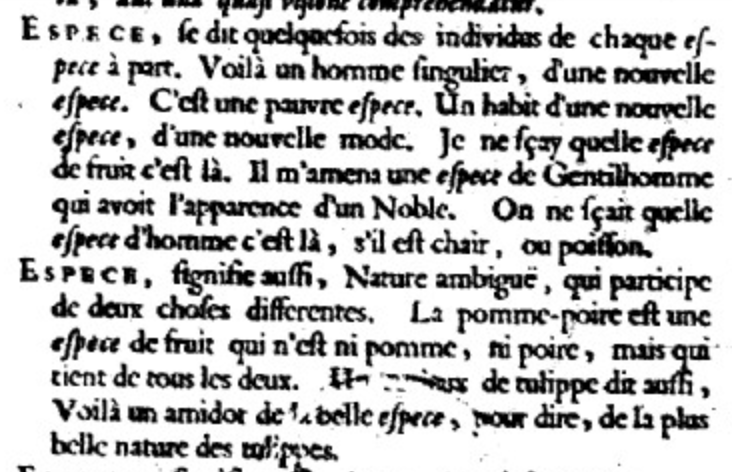 quasi visione comprehendatur.
ESPECE, ſe dit quelquefois des individus de chaque eſ-
pece à part. Voilà un homme ſingulier, d'une nouvelle
eſpece. C'eſt une pauvre eſpece. Un habit d'une nouvelle
eſpece, d'une nouvelle mode. Je ne ſçay quelle eſpece
de fruit c'eſt là. Il m'amena une eſpece de Gentilhomme
qui avoit l'apparence d'un Noble. On ne ſçait quelle
eſpece d'homme c'eſt là, s'il eſt chair, ou poiſſon.
ESPECE, ſignifie auſſi, Nature ambiguë, qui participe
de deux choſes differentes. La pomme-poire eſt une
eſpece de fruit qui n'eſt ni pomme, ni poire, mais qui
tient de tous les deux. de tulippe dit auſſi,
Voilà un amidor de la belle eſpece, pour dire, de la plus
belle nature des tulippes.